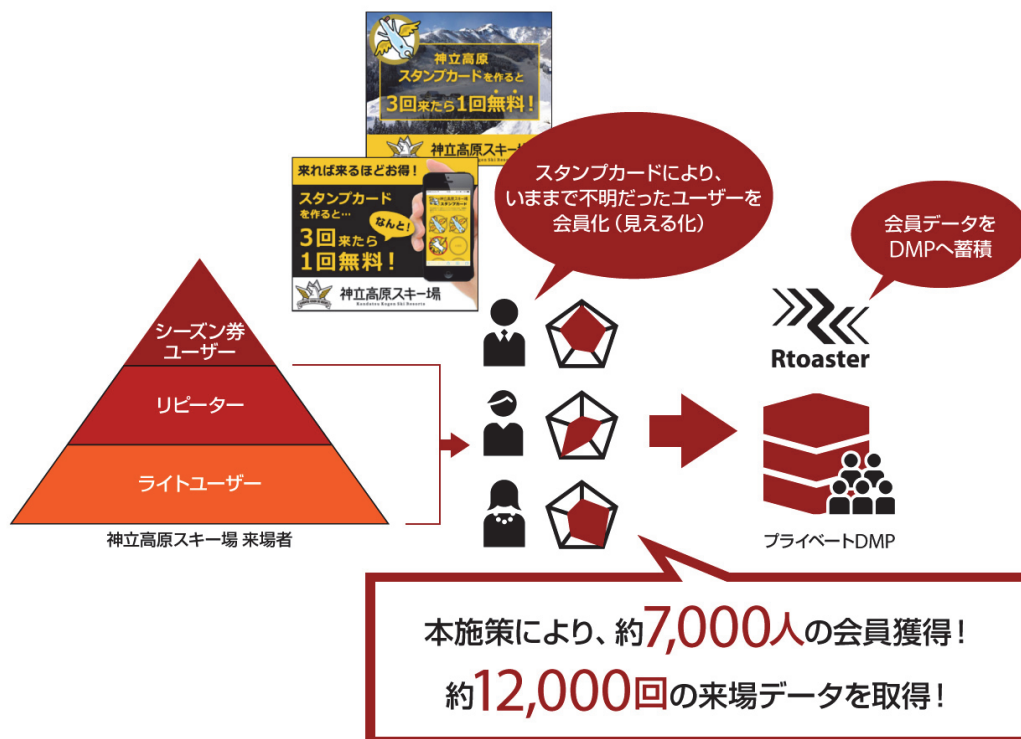 神立高原
スタンプカードを作ると
3回来たら1回無料！
神立高原スキー場
来れば来るほどお得！
スタンプカード
を作ると…
なんと！
3回来たら
1回無料！
神立高原スキー場
Kandatsu Kogen Ski Resorts
スタンプカードにより、
いままで不明だったユーザーを
会員化（見える化）
会員データを
DMPへ蓄積
シーズン券
ユーザー
リピーター
ライトユーザー
神立高原スキー場 来場者
Rtoaster
プライベートDMP
本施策により、約7,000人の会員獲得！
約12,000回の来場データを取得！